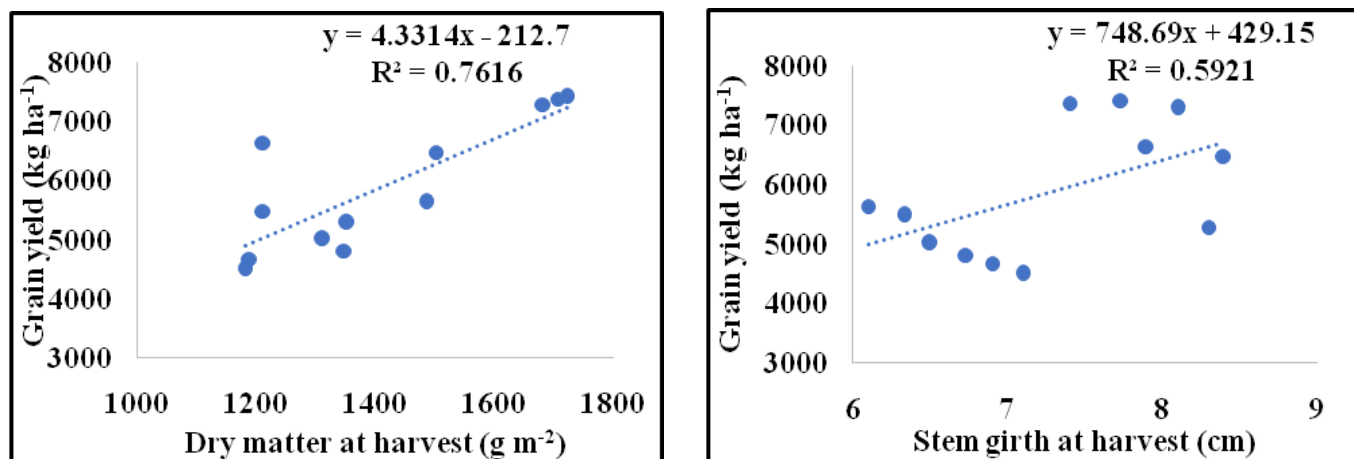 y = 4.3314x - 212.7
R² = 0.7616
Grain yield (kg ha⁻¹)
8000
7000
6000
5000
4000
3000
1000 1200 1400 1600 1800
Dry matter at harvest (g m⁻²)
y = 748.69x + 429.15
R² = 0.5921
Grain yield (kg ha⁻¹)
8000
7000
6000
5000
4000
3000
6 7 8 9
Stem girth at harvest (cm)